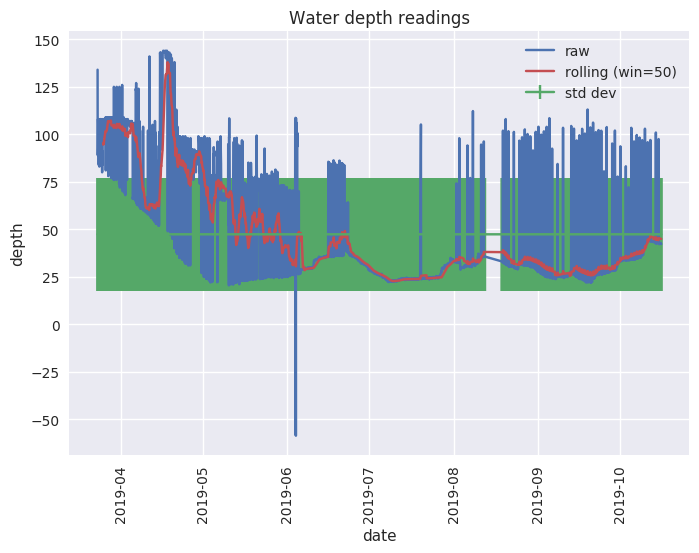 Water depth readings
raw
rolling (win=50)
std dev
150
125
100
75
50
25
0
−25
−50
depth
2019-04
2019-05
2019-06
2019-07
2019-08
2019-09
2019-10
date